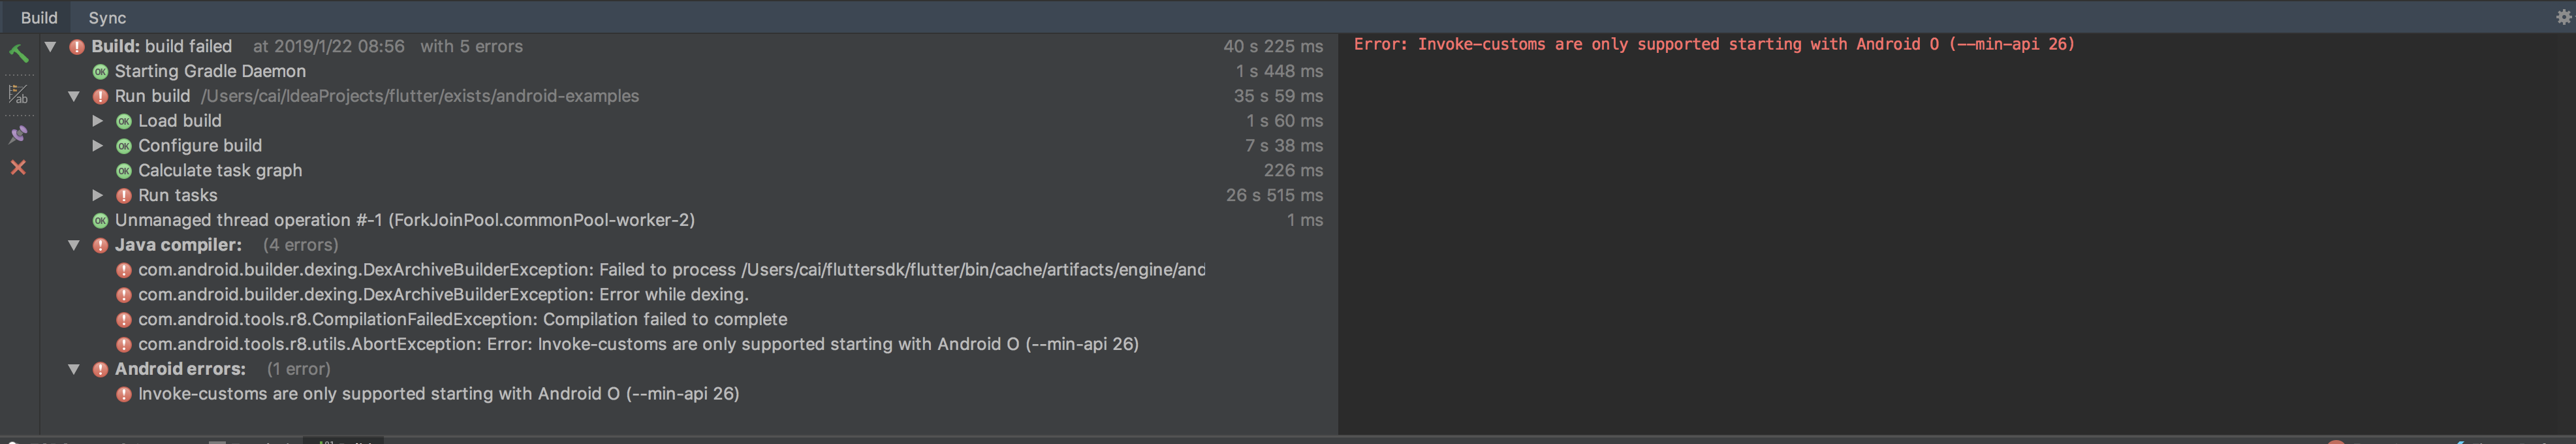 Build Sync
Build: build failed at 2019/1/22 08:56 with 5 errors 40 s 225 ms
Starting Gradle Daemon 1 s 448 ms
Run build /Users/cai/IdeaProjects/flutter/exists/android-examples 35 s 59 ms
Load build 1 s 60 ms
Configure build 7 s 38 ms
Calculate task graph 226 ms
Run tasks 26 s 515 ms
Unmanaged thread operation #-1 (ForkJoinPool.commonPool-worker-2) 1 ms
Java compiler: (4 errors)
com.android.builder.dexing.DexArchiveBuilderException: Failed to process /Users/cai/fluttersdk/flutter/bin/cache/artifacts/engine/and
com.android.builder.dexing.DexArchiveBuilderException: Error while dexing.
com.android.tools.r8.CompilationFailedException: Compilation failed to complete
com.android.tools.r8.utils.AbortException: Error: Invoke-customs are only supported starting with Android O (--min-api 26)
Android errors: (1 error)
Invoke-customs are only supported starting with Android O (--min-api 26)
Error: Invoke-customs are only supported starting with Android O (--min-api 26)